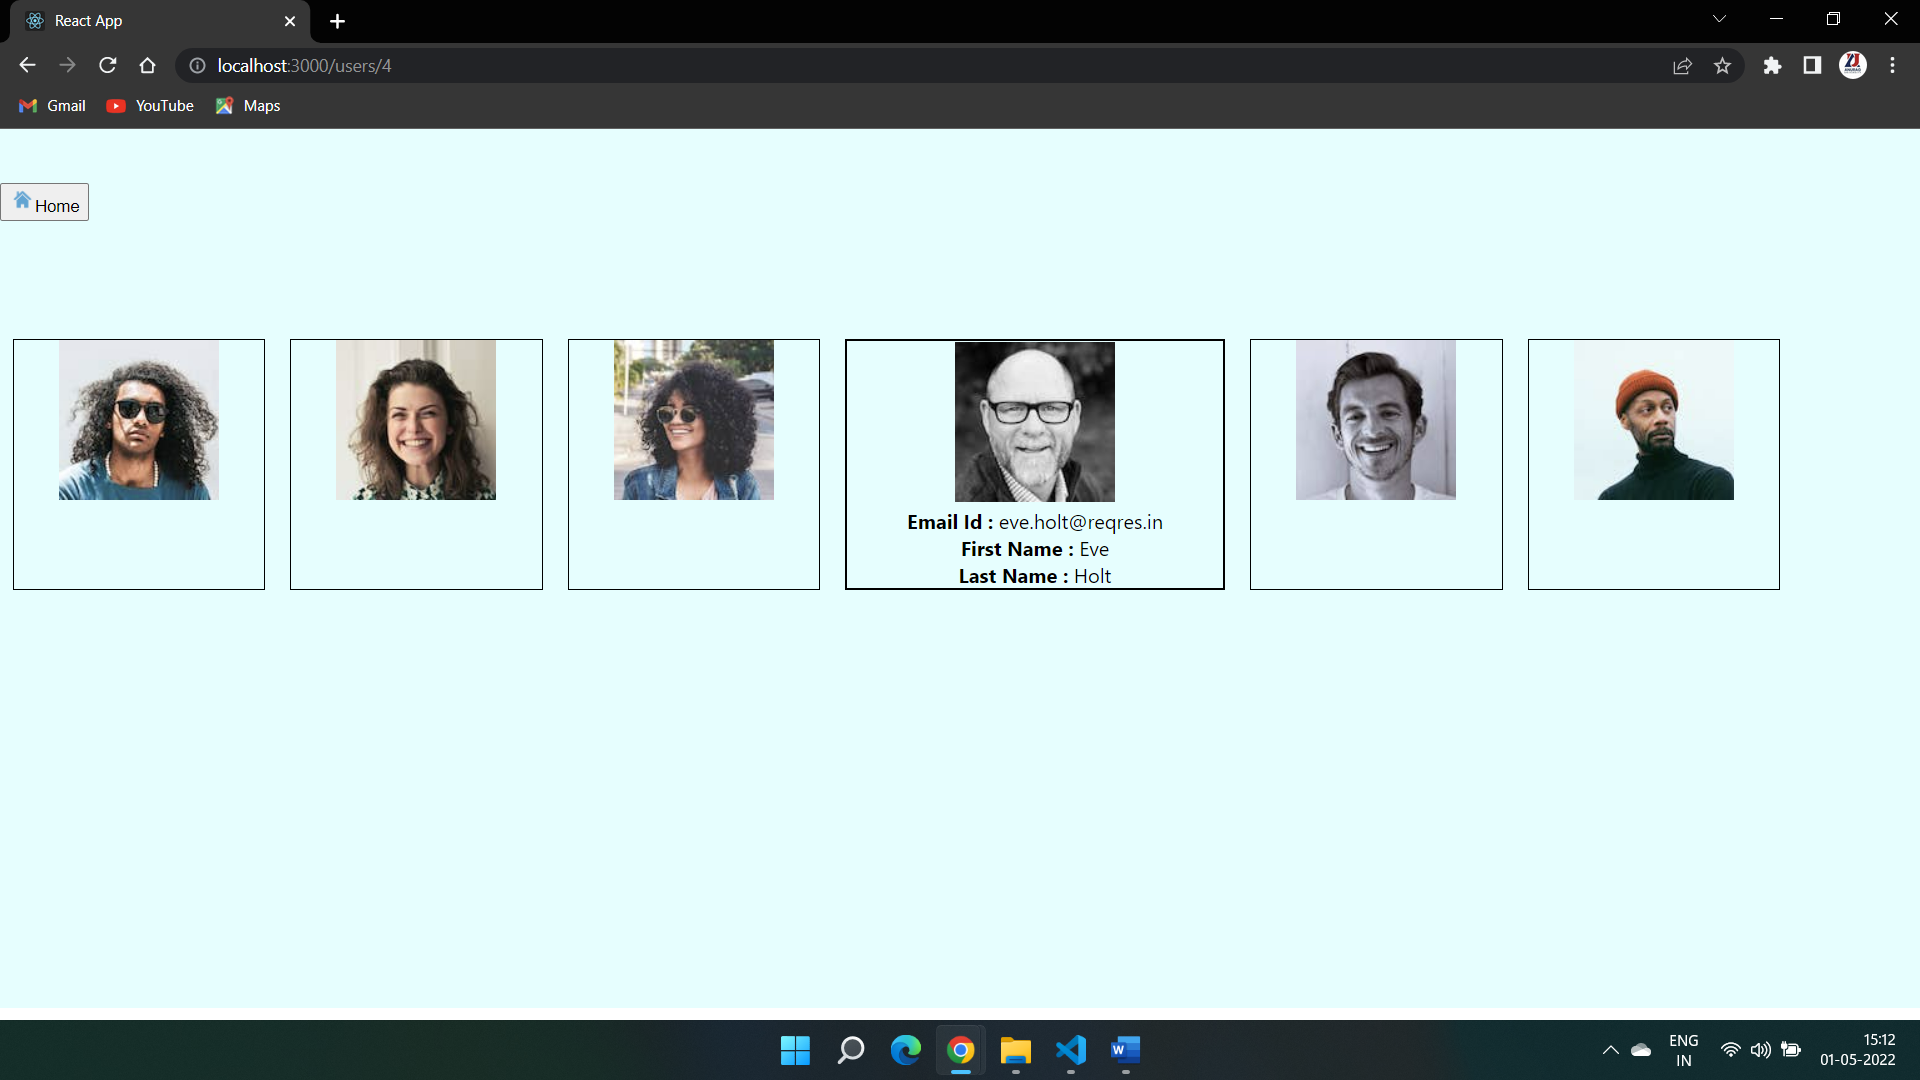 React App
localhost:3000/users/4
Gmail YouTube Maps
Home
Email Id : eve.holt@reqres.in
First Name : Eve
Last Name : Holt
ENG
IN
15:12
01-05-2022